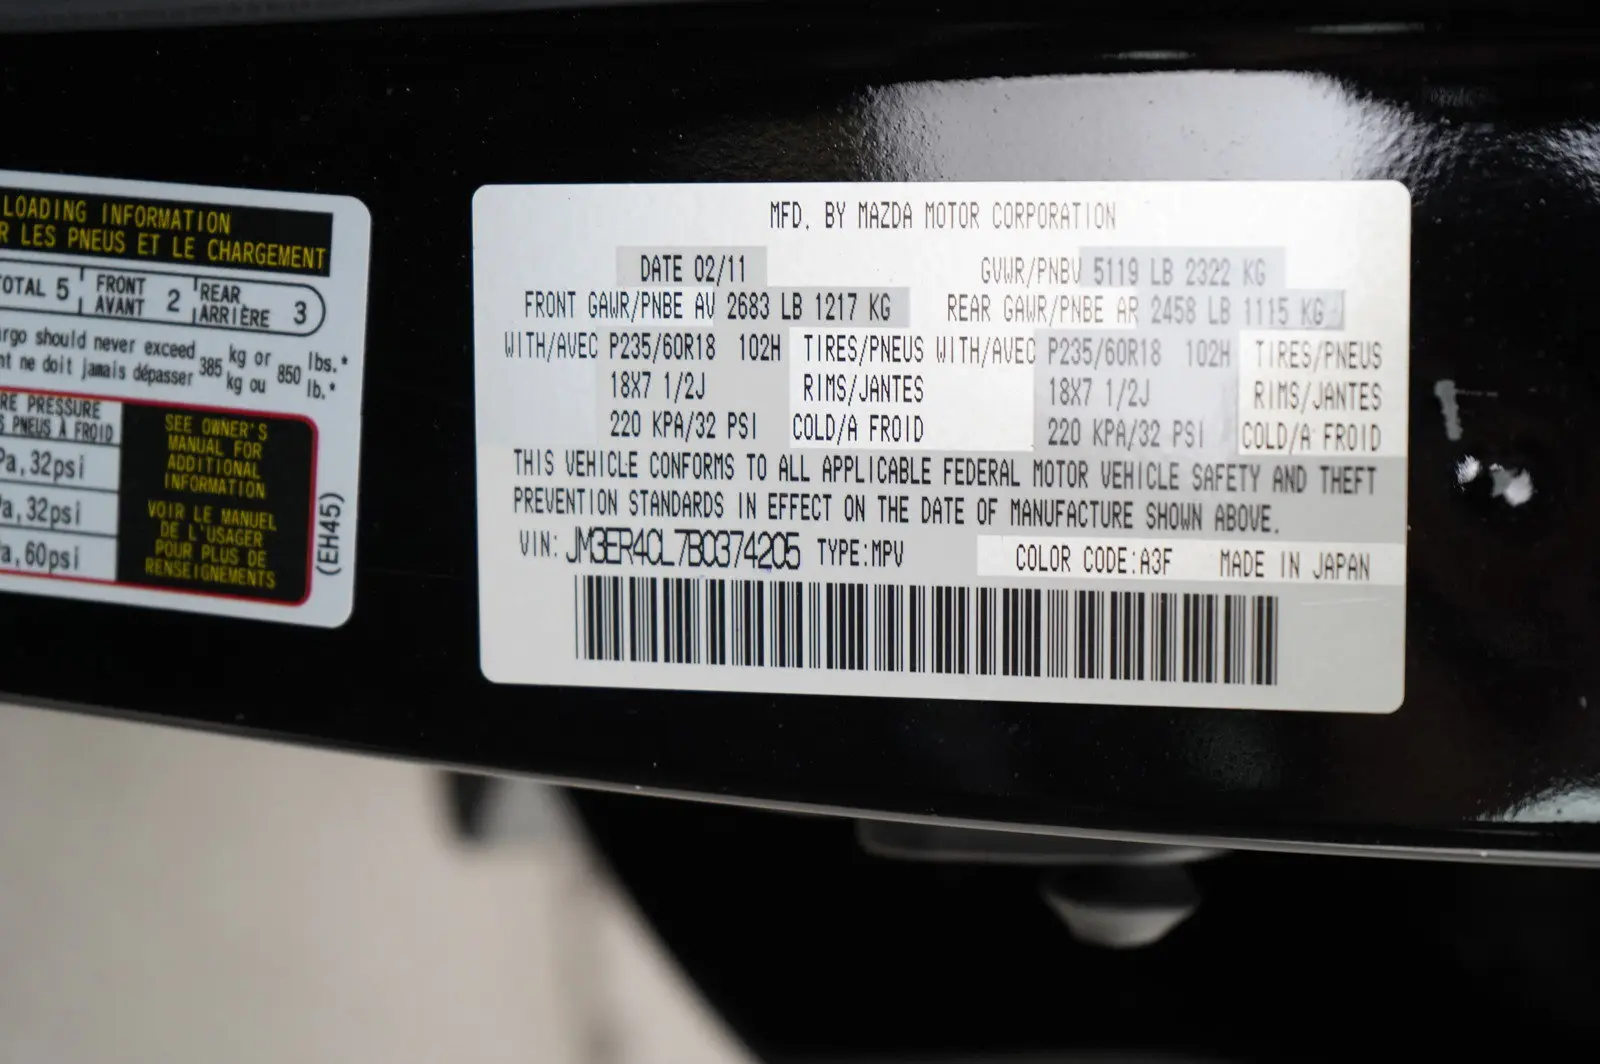 LOADING INFORMATION
R LES PNEUS ET LE CHARGEMENT
TOTAL 5 FRONT AVANT 2 REAR ARRIÈRE 3
argo should never exceed 385 kg or 850 lbs.*
nt ne doit jamais dépasser kg ou lb.*
RE PRESSURE
S PNEUS À FROID
Pa, 32psi
Pa, 32psi
Pa, 60psi
SEE OWNER'S
MANUAL FOR
ADDITIONAL
INFORMATION
VOIR LE MANUEL
DE L'USAGER
POUR PLUS DE
RENSEIGNEMENTS
(EH45)
MFD. BY MAZDA MOTOR CORPORATION
DATE 02/11 GVWR/PNBV 5119 LB 2322 KG
FRONT GAWR/PNBE AV 2683 LB 1217 KG REAR GAWR/PNBE AR 2458 LB 1115 KG
WITH/AVEC P235/60R18 102H TIRES/PNEUS WITH/AVEC P235/60R18 102H TIRES/PNEUS
18X7 1/2J RIMS/JANTES 18X7 1/2J RIMS/JANTES
220 KPA/32 PSI COLD/A FROID 220 KPA/32 PSI COLD/A FROID
THIS VEHICLE CONFORMS TO ALL APPLICABLE FEDERAL MOTOR VEHICLE SAFETY AND THEFT
PREVENTION STANDARDS IN EFFECT ON THE DATE OF MANUFACTURE SHOWN ABOVE.
VIN: JM3ER4CL7B0374205 TYPE:MPV COLOR CODE:A3F MADE IN JAPAN